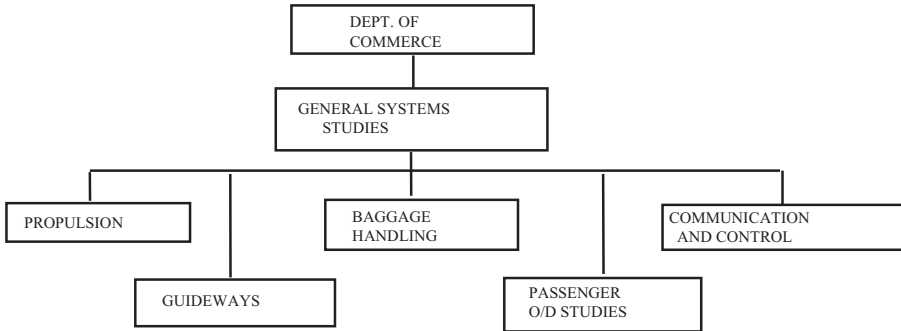 DEPT. OF
COMMERCE
GENERAL SYSTEMS
STUDIES
PROPULSION
BAGGAGE
HANDLING
COMMUNICATION
AND CONTROL
GUIDEWAYS
PASSENGER
O/D STUDIES